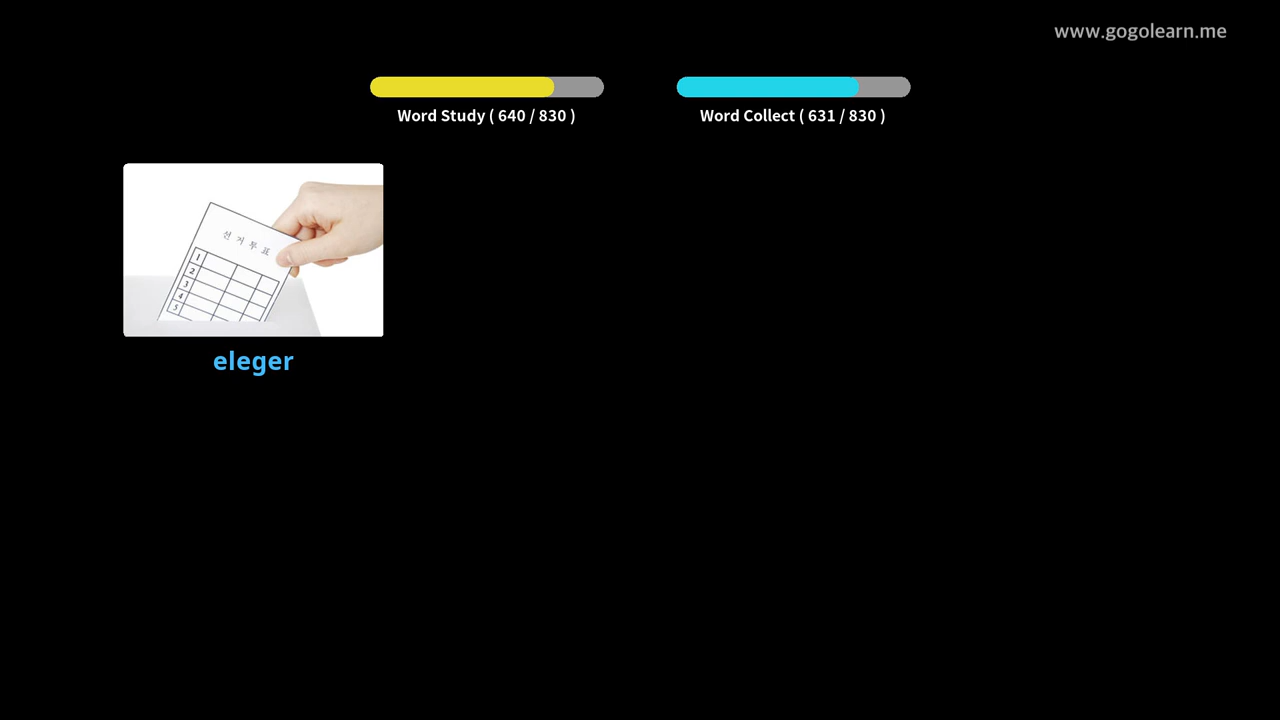 www.gogolearn.me
Word Study ( 640 / 830 )
Word Collect ( 631 / 830 )
선 거 투 표
1
2
3
4
5
eleger